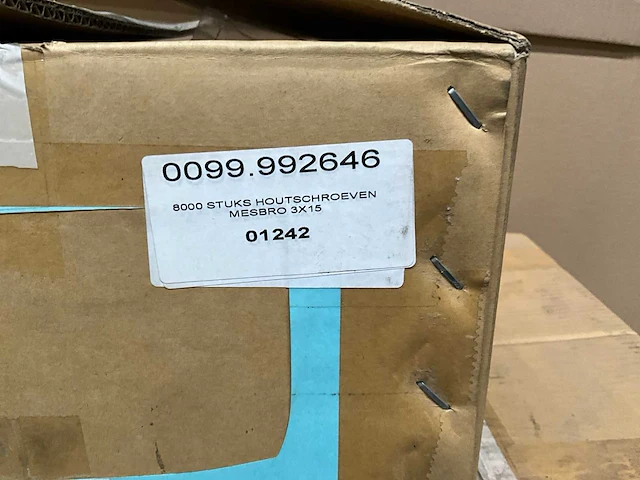 0099.992646
8000 STUKS HOUTSCHROEVEN
MESBRO 3X15
01242